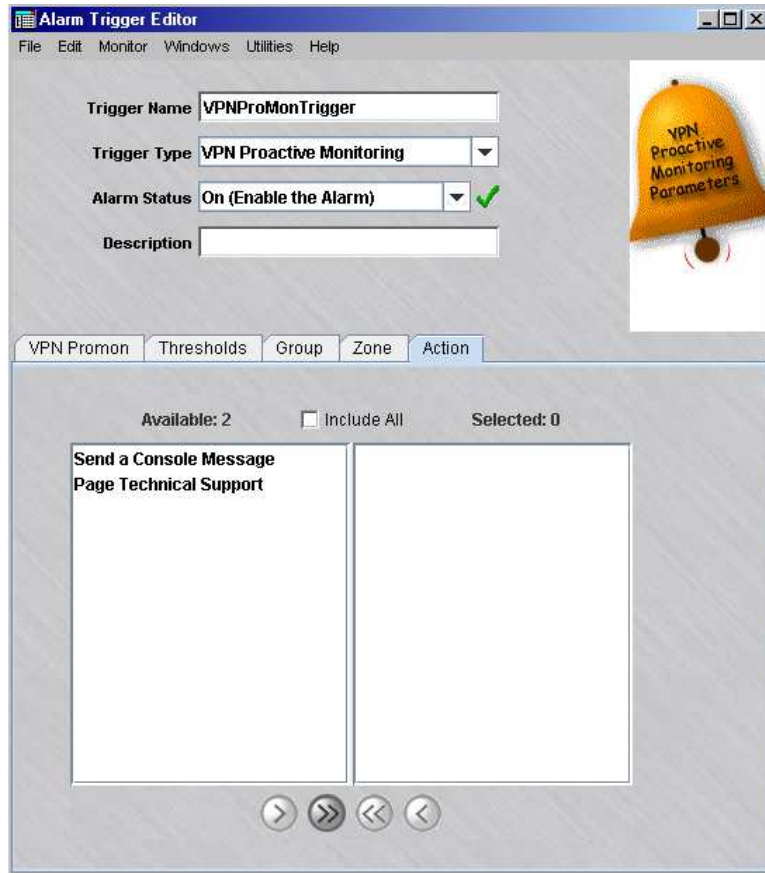 Alarm Trigger Editor
File Edit Monitor Windows Utilities Help
Trigger Name VPNProMonTrigger
Trigger Type VPN Proactive Monitoring
Alarm Status On (Enable the Alarm)
Description
VPN
Proactive
Monitoring
Parameters
VPN Promon Thresholds Group Zone Action
Available: 2 Include All Selected: 0
Send a Console Message
Page Technical Support